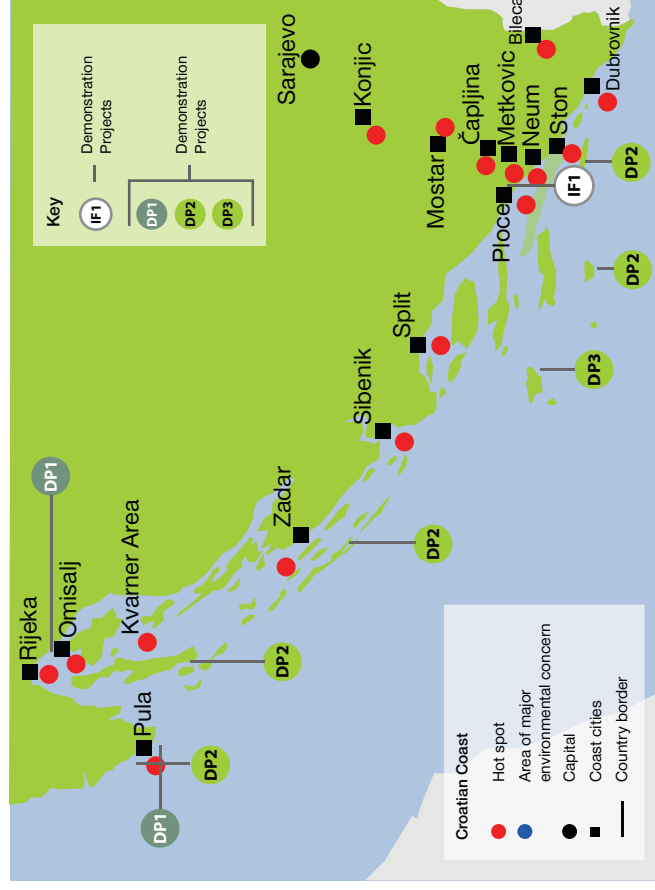 Key
IF1
Demonstration
Projects
DP1
DP2
DP3
Demonstration
Projects
Sarajevo
Konjic
Bileca
Mostar
Čapljina
Metkovic
Neum
Ston
Dubrovnik
Ploce
IF1
DP2
DP2
Split
DP3
Sibenik
DP1
Zadar
DP2
Rijeka
Omisalj
Kvarner Area
DP2
Pula
DP2
DP1
Croatian Coast
Hot spot
Area of major
environmental concern
Capital
Coast cities
Country border